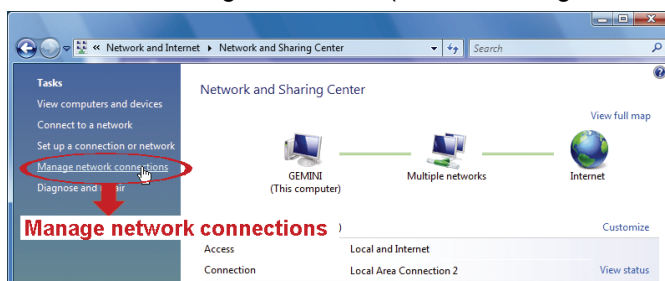 « Network and Internet ▸ Network and Sharing Center
Search
Tasks
View computers and devices
Connect to a network
Set up a connection or network
Manage network connections
Diagnose and
Manage network connections
Network and Sharing Center
View full map
GEMINI
(This computer)
Multiple networks
Internet
)
Customize
Access Local and Internet
Connection Local Area Connection 2 View status